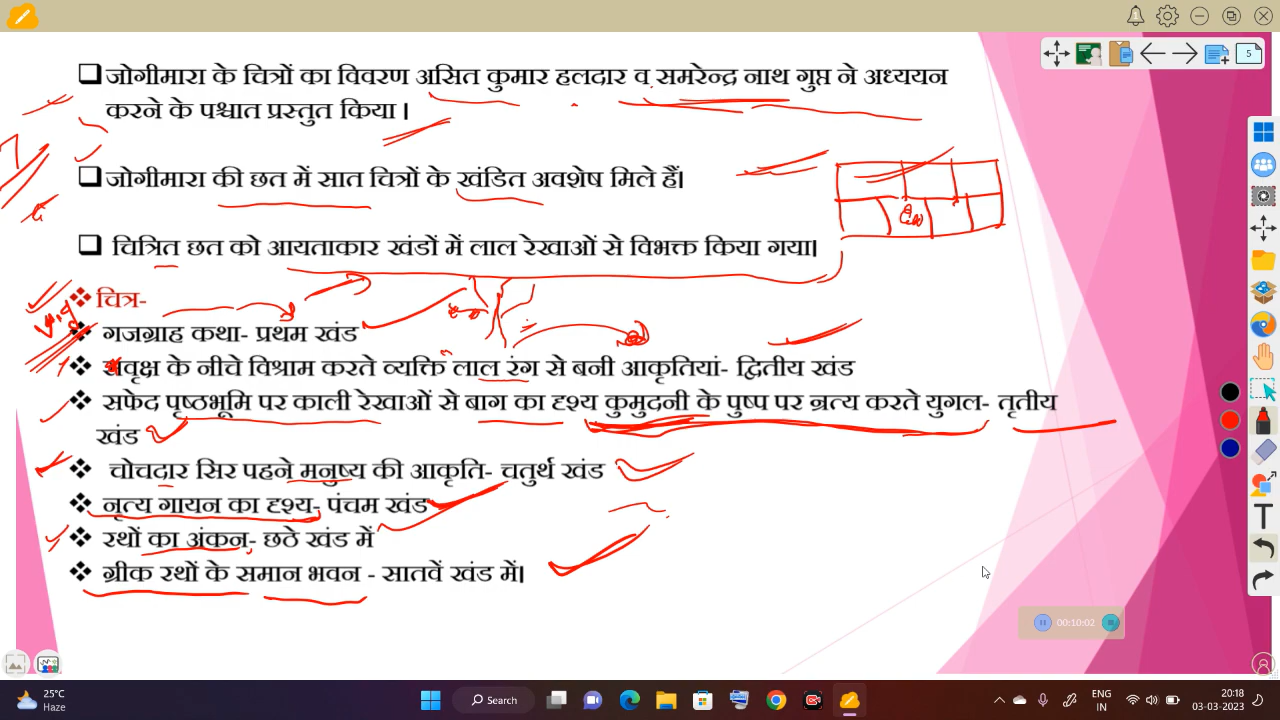 5
जोगीमारा के चित्रों का विवरण असित कुमार हलदार व समरेन्द्र नाथ गुप्त ने अध्ययन
करने के पश्चात प्रस्तुत किया ।
जोगीमारा की छत में सात चित्रों के खंडित अवशेष मिले हैं।
चित्रित छत को आयताकार खंडों में लाल रेखाओं से विभक्त किया गया।
चित्र-
गजग्राह कथा- प्रथम खंड
वृक्ष के नीचे विश्राम करते व्यक्ति लाल रंग से बनी आकृतियां- द्वितीय खंड
सफेद पृष्ठभूमि पर काली रेखाओं से बाग का दृश्य कुमुदनी के पुष्प पर न्रत्य करते युगल- तृतीय
खंड
चोचदार सिर पहने मनुष्य की आकृति- चतुर्थ खंड
नृत्य गायन का दृश्य- पंचम खंड
रथों का अंकन, छठे खंड में
ग्रीक रथों के समान भवन - सातवें खंड में।
00:10:02
25°C
Haze
Search
ENG
IN
20:18
03-03-2023